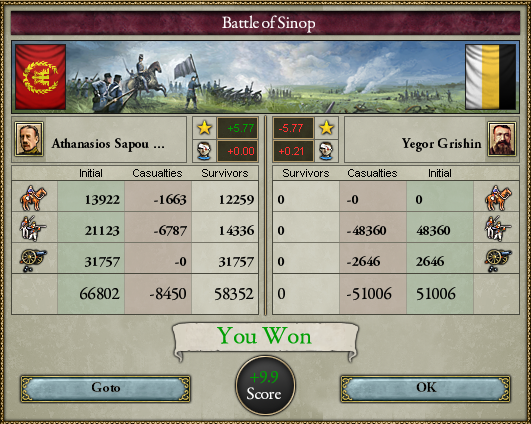 Battle of Sinop
Athanasios Sapou ...
+5.77
-5.77
+0.00
+0.21
Yegor Grishin
Initial Casualties Survivors Survivors Casualties Initial
13922 -1663 12259 0 -0 0
21123 -6787 14336 0 -48360 48360
31757 -0 31757 0 -2646 2646
66802 -8450 58352 0 -51006 51006
You Won
+9.9
Score
Goto
OK